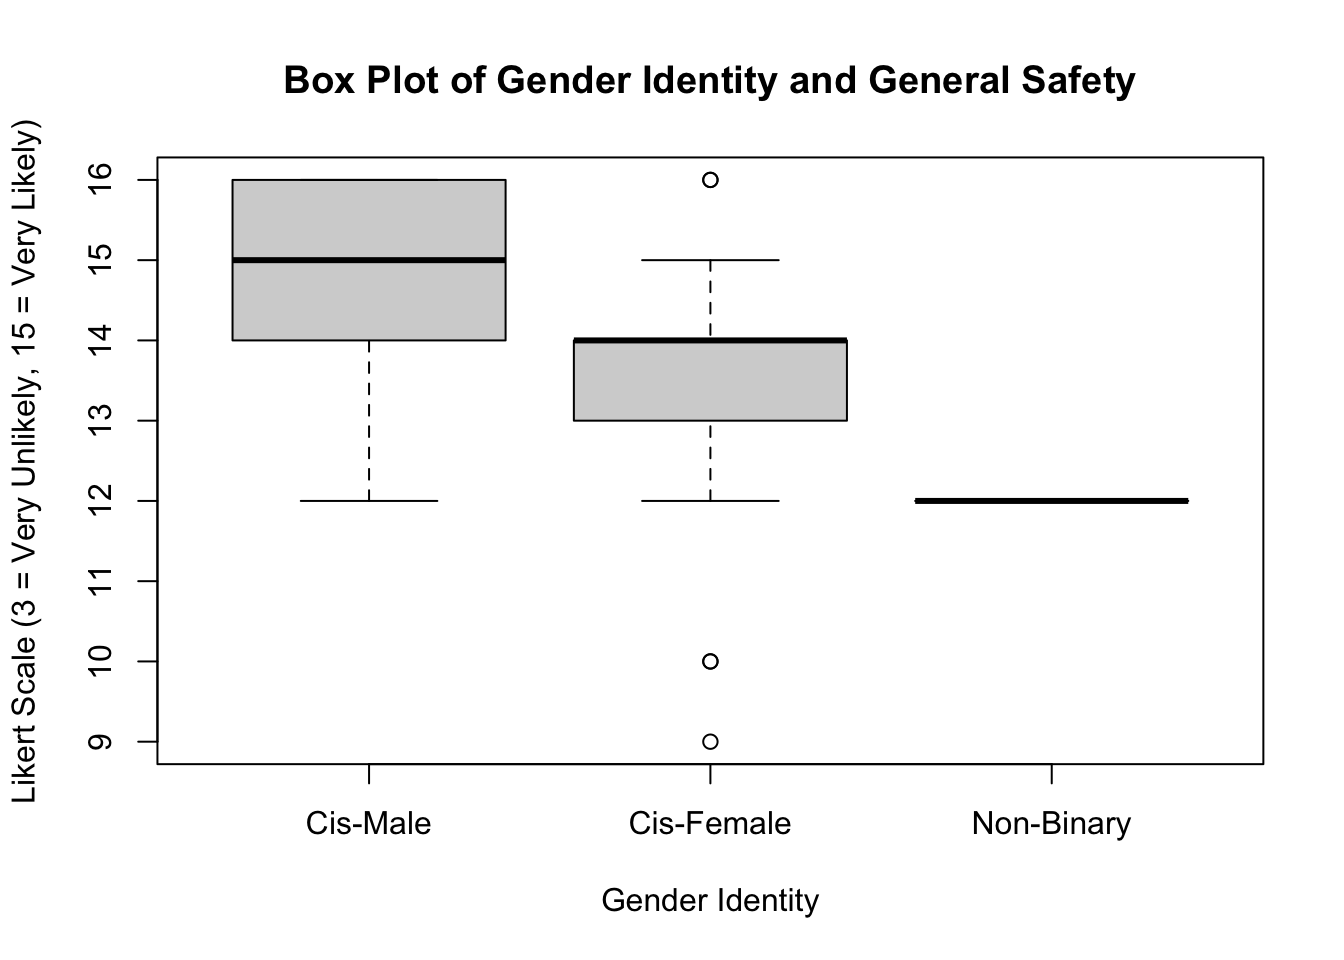 Box Plot of Gender Identity and General Safety
Likert Scale (3 = Very Unlikely, 15 = Very Likely)
16
15
14
13
12
11
10
9
Cis-Male
Cis-Female
Non-Binary
Gender Identity